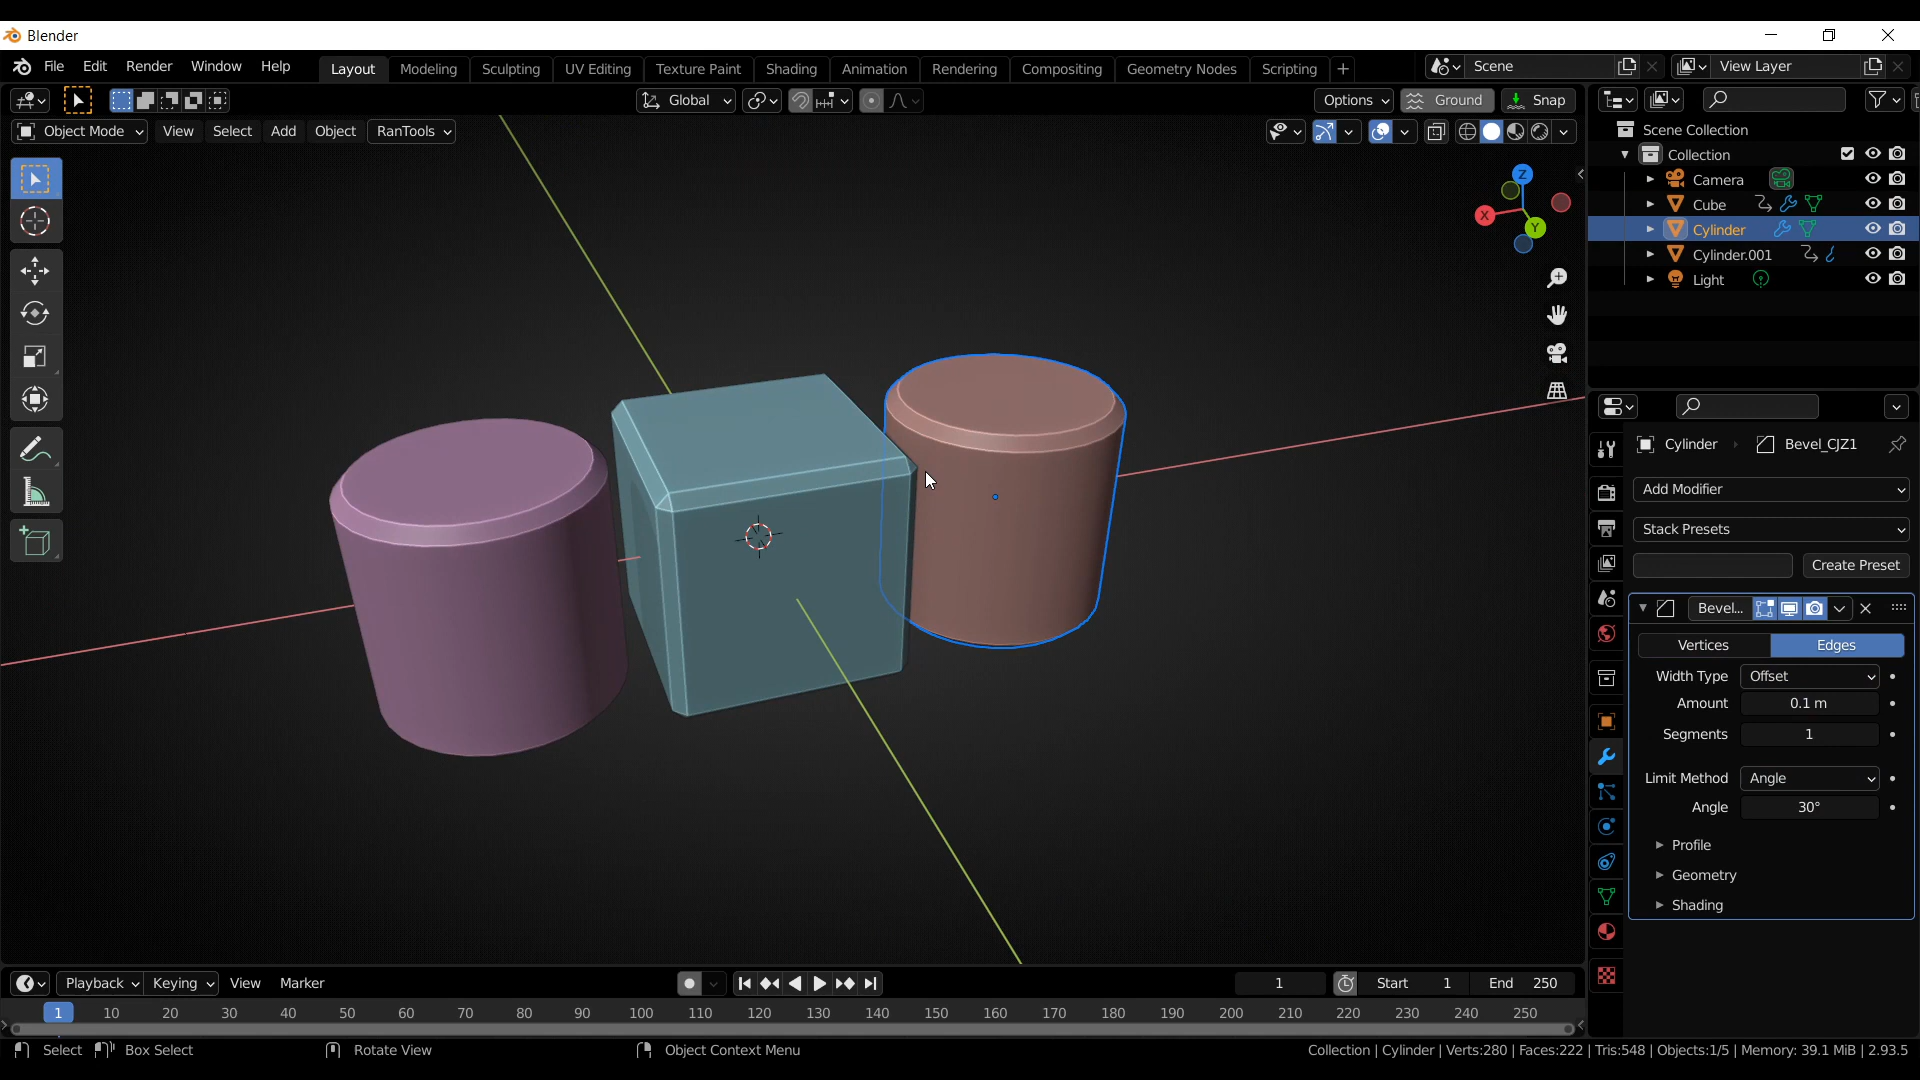 Blender
File Edit Render Window Help Layout Modeling Sculpting UV Editing Texture Paint Shading Animation Rendering Compositing Geometry Nodes Scripting + Scene View Layer
Global Options Ground Snap
Object Mode View Select Add Object RanTools
Scene Collection
Collection
Camera
Cube
Cylinder
Cylinder.001
Light
Z
X
Y
Cylinder Bevel_CJZ1
Add Modifier
Stack Presets
Create Preset
Bevel...
Vertices Edges
Width Type Offset
Amount 0.1 m
Segments 1
Limit Method Angle
Angle 30°
Profile
Geometry
Shading
Playback Keying View Marker 1 Start 1 End 250
1 10 20 30 40 50 60 70 80 90 100 110 120 130 140 150 160 170 180 190 200 210 220 230 240 250
Select Box Select Rotate View Object Context Menu Collection | Cylinder | Verts:280 | Faces:222 | Tris:548 | Objects:1/5 | Memory: 39.1 MiB | 2.93.5